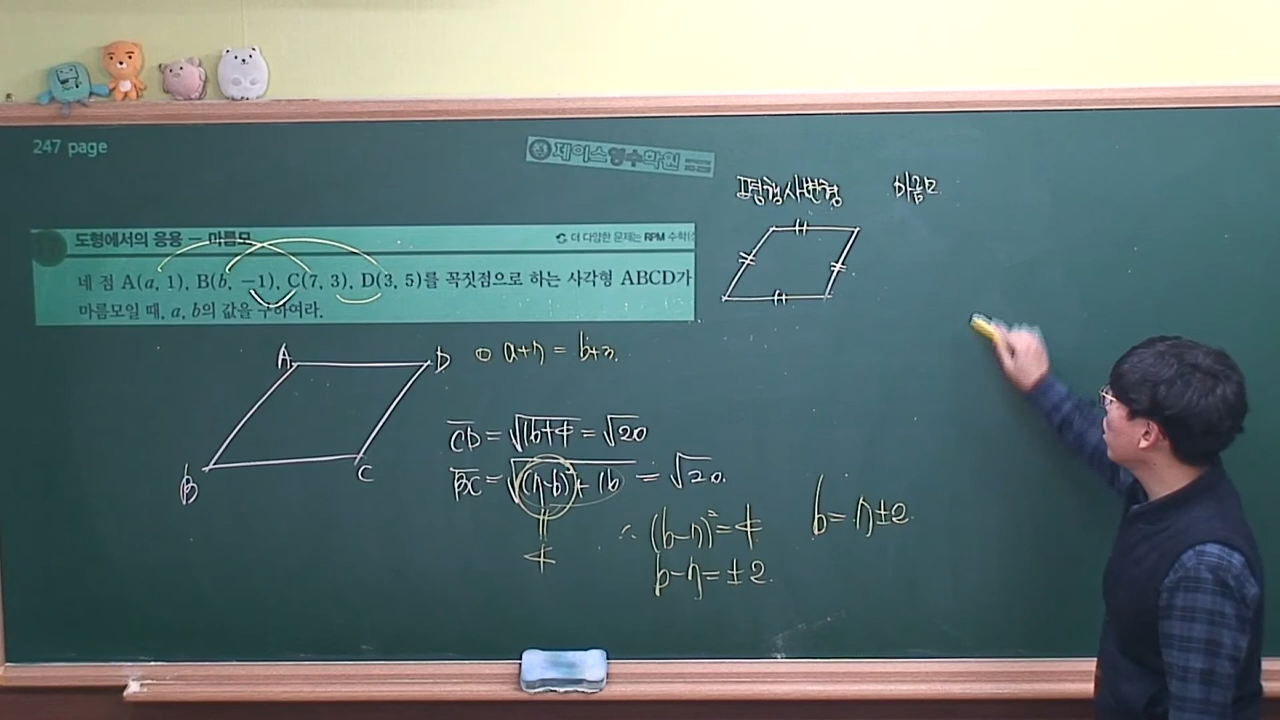 247 page
제이스영수학원
평행사변형
마름모
도형에서의 응용 – 마름모
더 다양한 문제는 RPM 수학(상
네 점 A(a, 1), B(b, −1), C(7, 3), D(3, 5)를 꼭짓점으로 하는 사각형 ABCD가
마름모일 때, a, b의 값을 구하여라.
A
D
B
C
a+7 = b+3.
CD = √16+4 = √20
BC = √(7-b)²+16 = √20.
4
∴ (b-7)² = 4
b-7 = ±2.
b = 7±2.